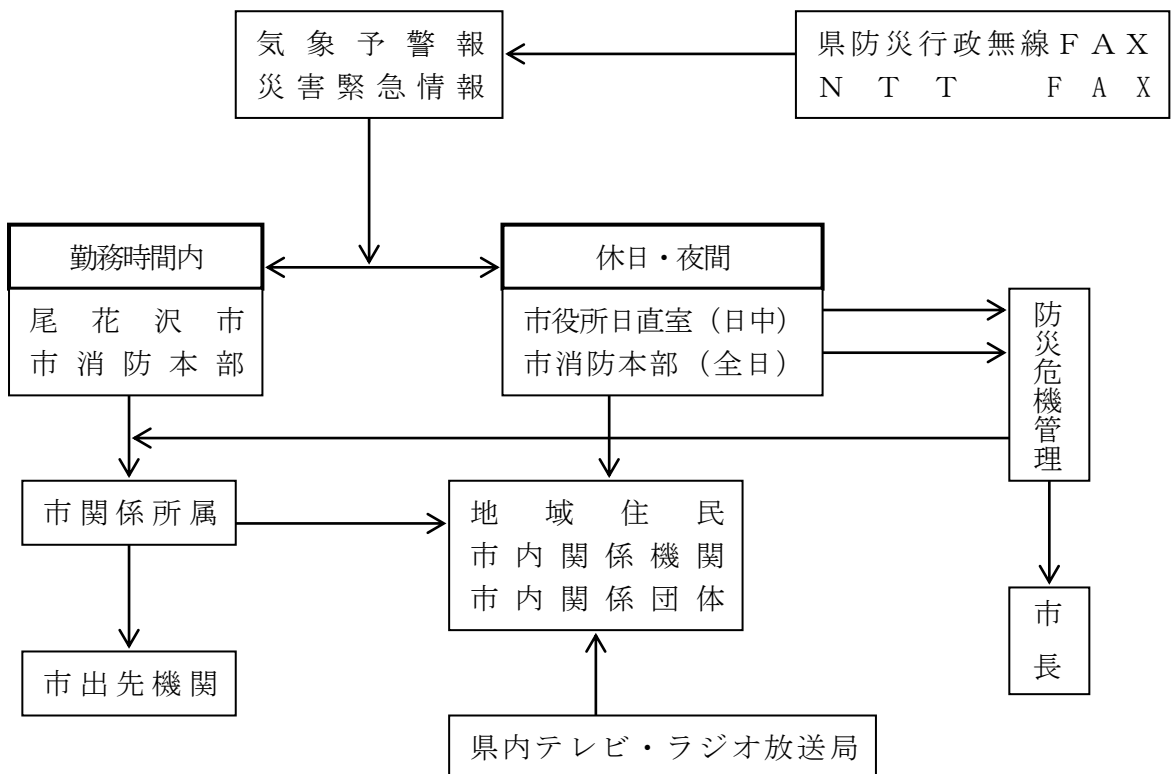 気象予警報
災害緊急情報
県防災行政無線ＦＡＸ
ＮＴＴ　ＦＡＸ
勤務時間内
尾花沢市
市消防本部
休日・夜間
市役所日直室（日中）
市消防本部（全日）
防災危機管理
市関係所属
地域住民
市内関係機関
市内関係団体
市長
市出先機関
県内テレビ・ラジオ放送局